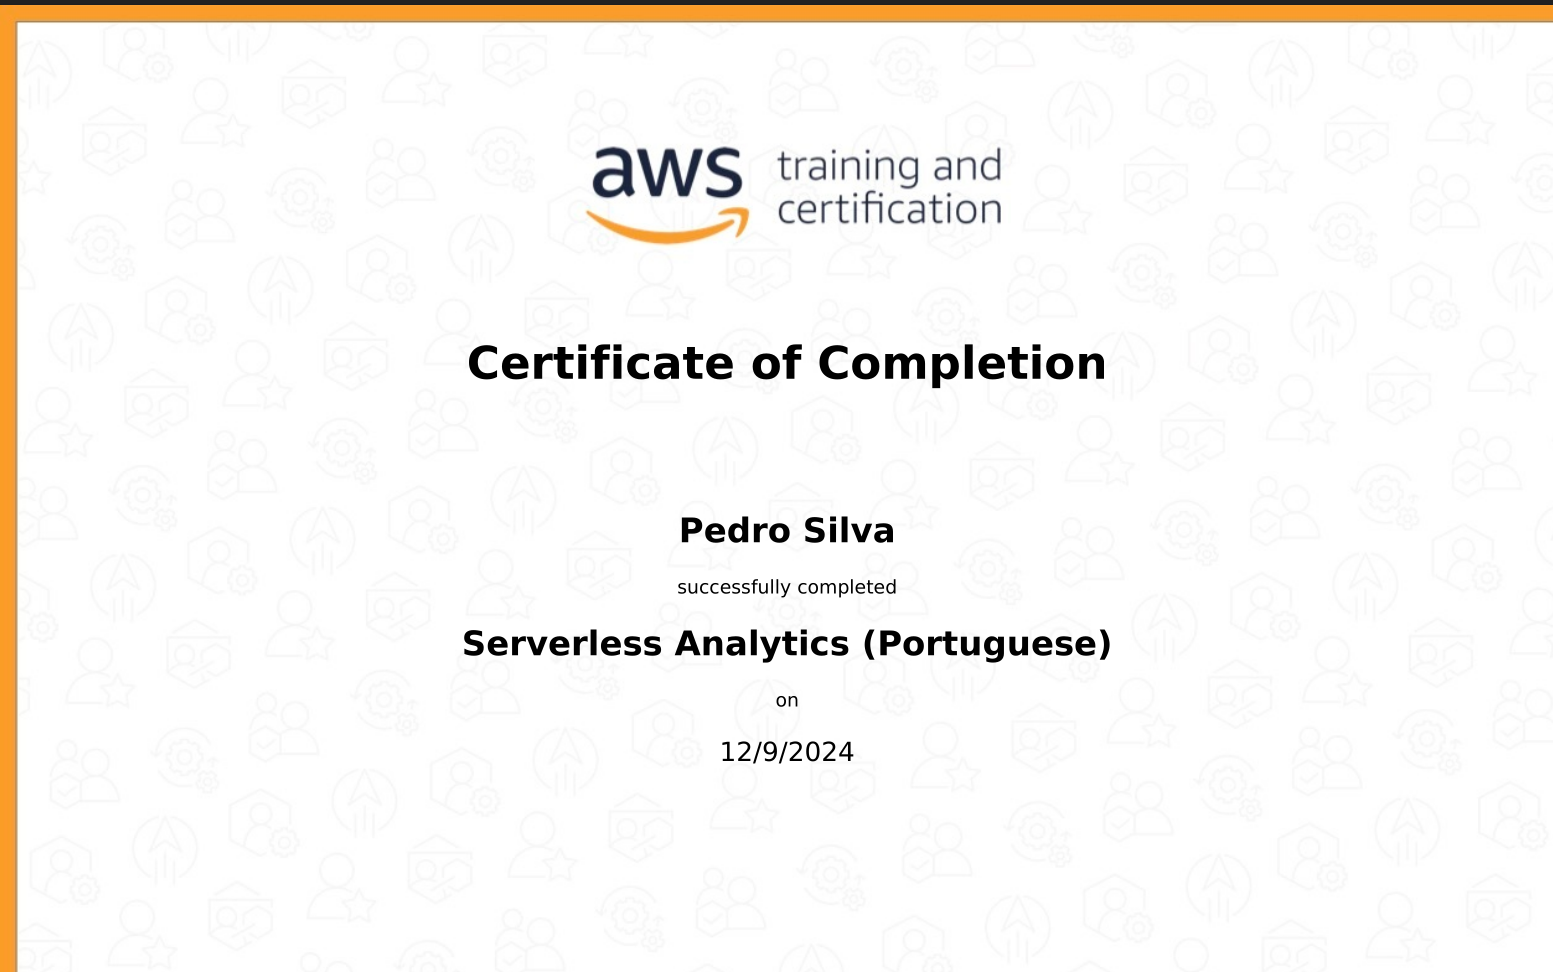 aws training and
certification
Certificate of Completion
Pedro Silva
successfully completed
Serverless Analytics (Portuguese)
on
12/9/2024